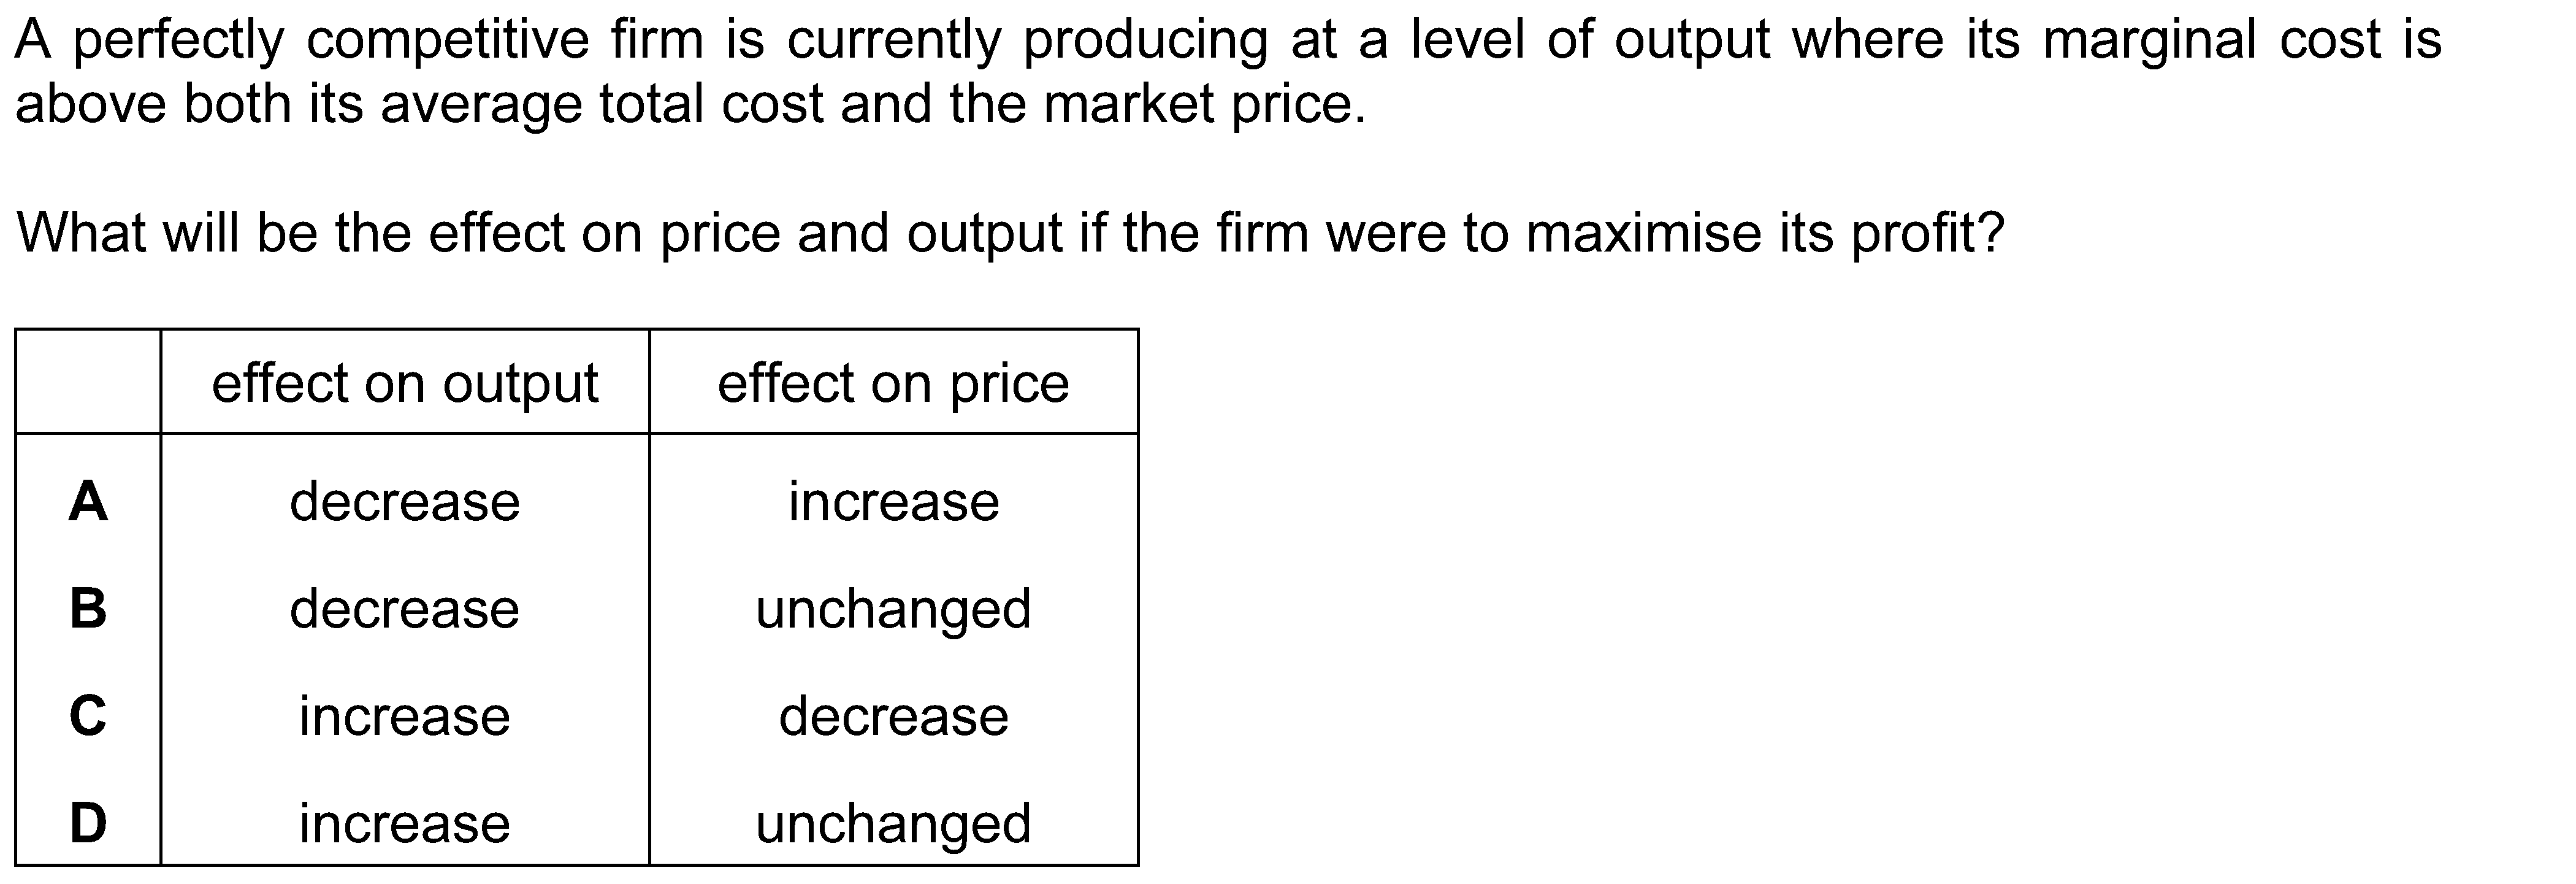 A perfectly competitive firm is currently producing at a level of output where its marginal cost is
above both its average total cost and the market price.
What will be the effect on price and output if the firm were to maximise its profit?
effect on output effect on price
A decrease increase
B decrease unchanged
C increase decrease
D increase unchanged